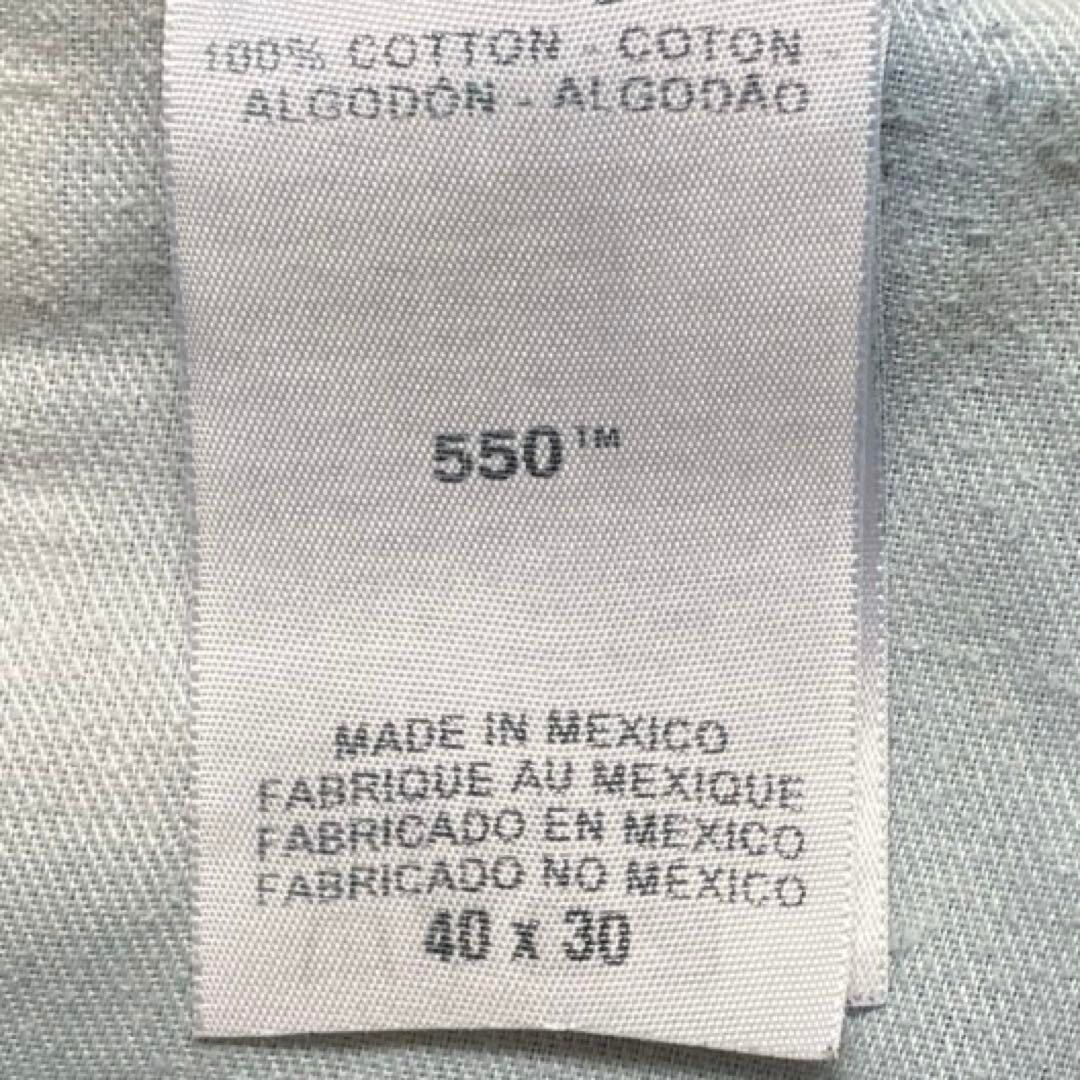 100% COTTON - COTON -
ALGODÓN - ALGODÃO
550™
MADE IN MEXICO
FABRIQUE AU MEXIQUE
FABRICADO EN MEXICO
FABRICADO NO MÉXICO
40 x 30